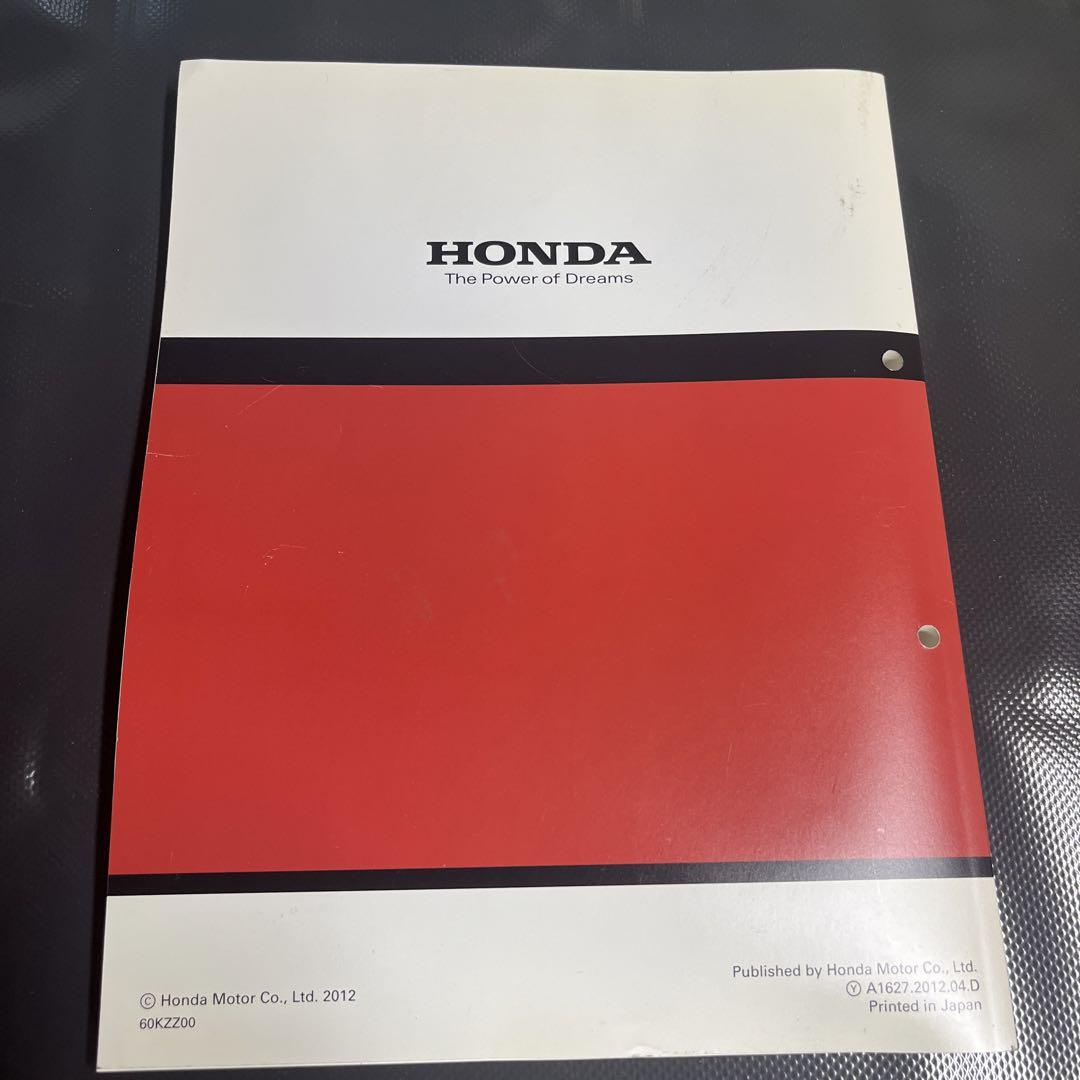 HONDA
The Power of Dreams
© Honda Motor Co., Ltd. 2012
60KZZ00
Published by Honda Motor Co., Ltd.
Ⓨ A1627.2012.04.D
Printed in Japan